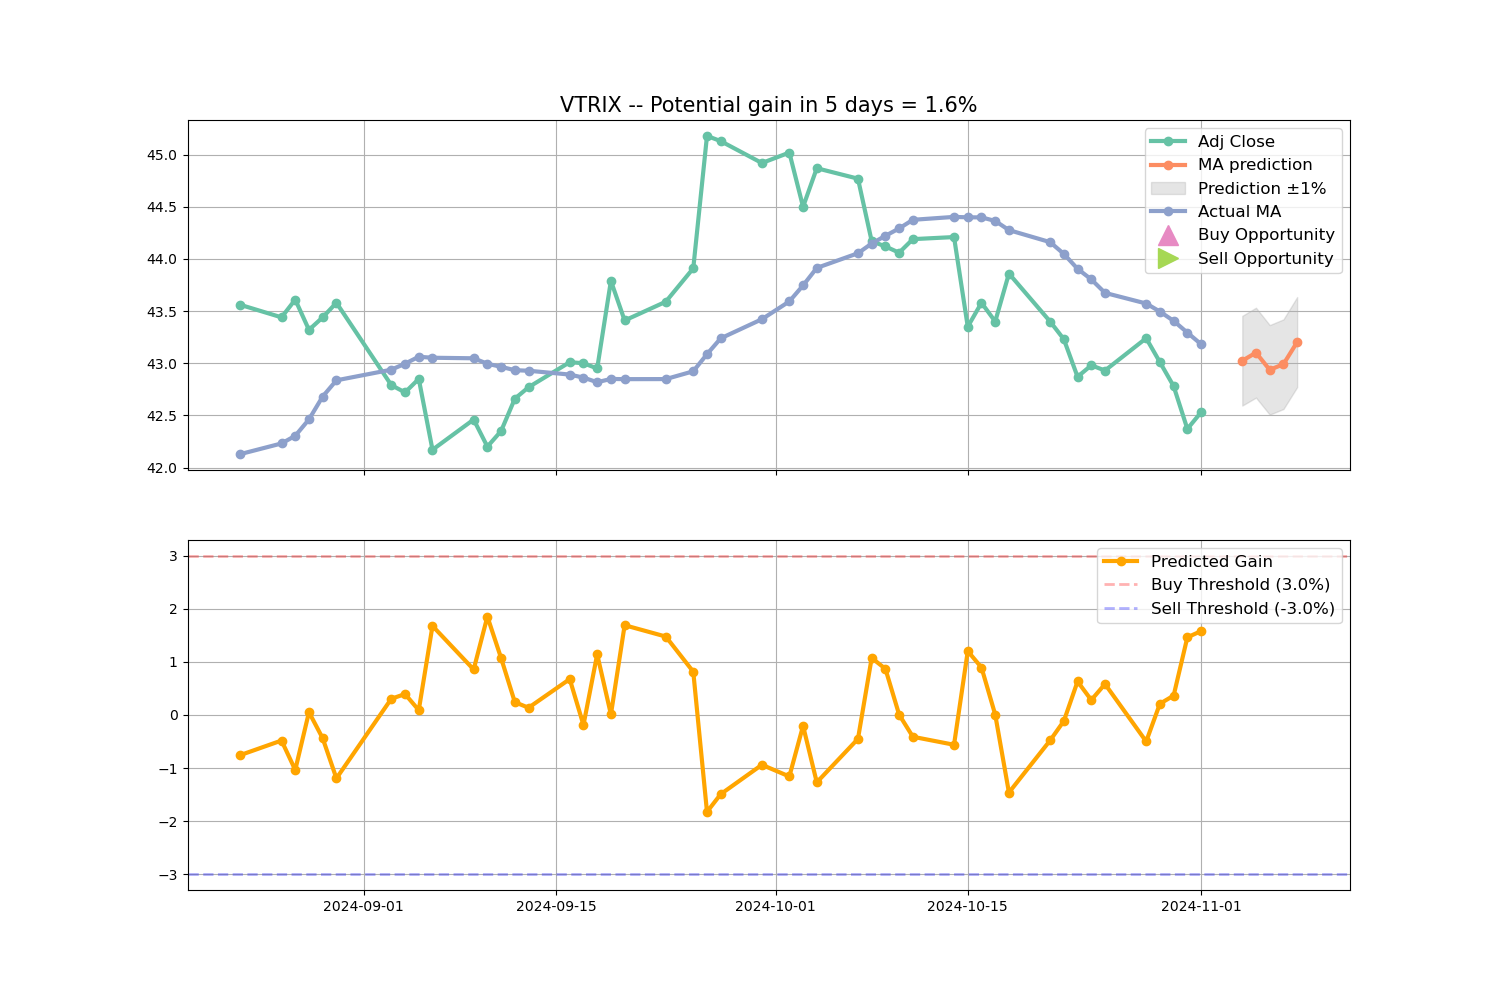 VTRIX -- Potential gain in 5 days = 1.6%
45.0
44.5
44.0
43.5
43.0
42.5
42.0
Adj Close
MA prediction
Prediction ±1%
Actual MA
Buy Opportunity
Sell Opportunity
3
2
1
0
−1
−2
−3
Predicted Gain
Buy Threshold (3.0%)
Sell Threshold (-3.0%)
2024-09-01
2024-09-15
2024-10-01
2024-10-15
2024-11-01